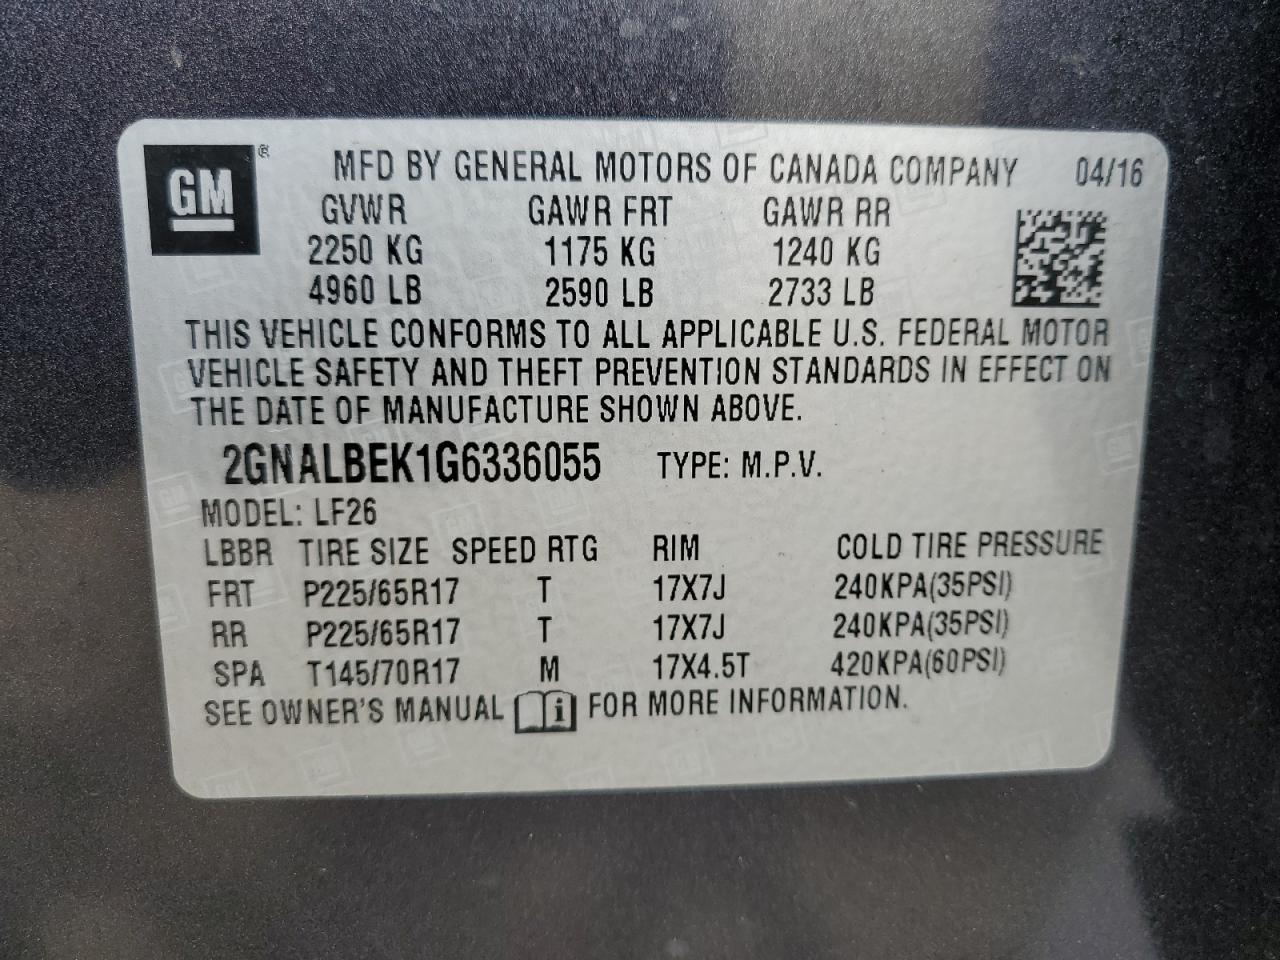 GM ® MFD BY GENERAL MOTORS OF CANADA COMPANY 04/16
GVWR GAWR FRT GAWR RR
2250 KG 1175 KG 1240 KG
4960 LB 2590 LB 2733 LB
THIS VEHICLE CONFORMS TO ALL APPLICABLE U.S. FEDERAL MOTOR
VEHICLE SAFETY AND THEFT PREVENTION STANDARDS IN EFFECT ON
THE DATE OF MANUFACTURE SHOWN ABOVE.
2GNALBEK1G6336055 TYPE: M.P.V.
MODEL: LF26
LBBR TIRE SIZE SPEED RTG RIM COLD TIRE PRESSURE
FRT P225/65R17 T 17X7J 240KPA(35PSI)
RR P225/65R17 T 17X7J 240KPA(35PSI)
SPA T145/70R17 M 17X4.5T 420KPA(60PSI)
SEE OWNER'S MANUAL i FOR MORE INFORMATION.